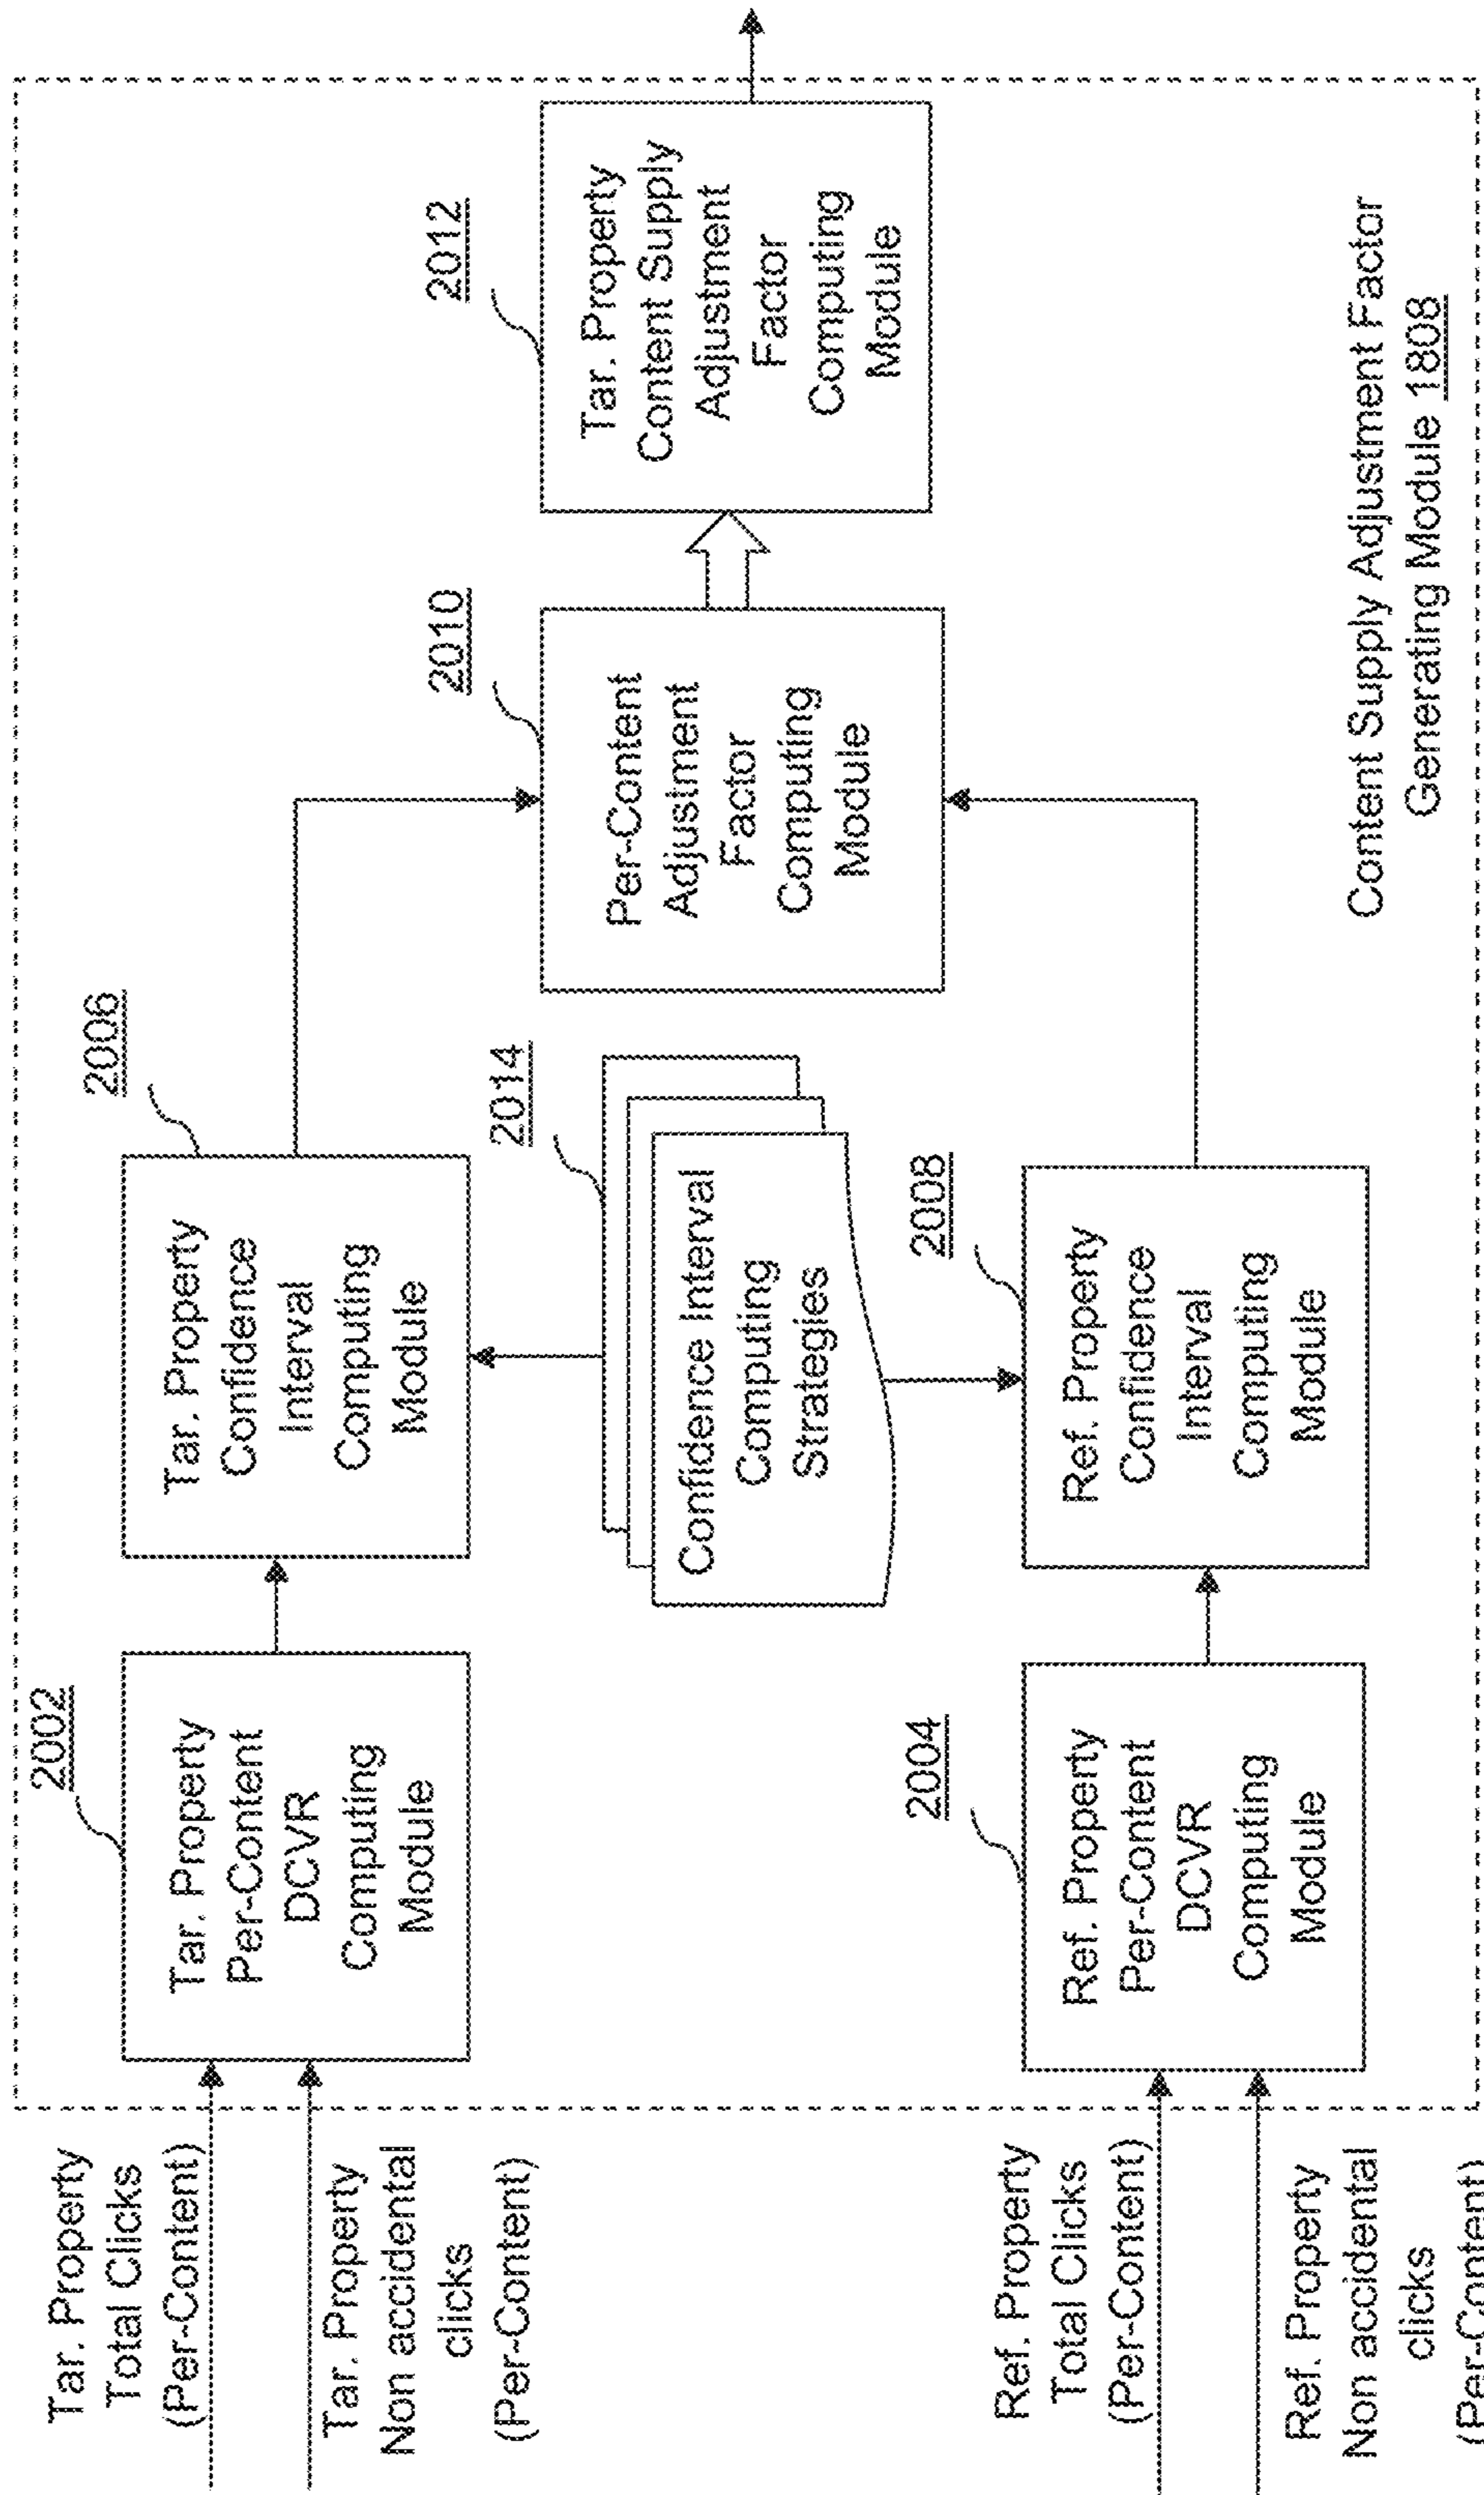 Tar. Property
Total Clicks
(Per-Content)
Tar. Property
Non accidental
clicks
(Per-Content)
2002
Tar. Property
Per-Content
DCVR
Computing
Module
2006
Tar. Property
Confidence
Interval
Computing
Module
2014
Confidence Interval
Computing
Strategies
2010
Per-Content
Adjustment
Factor
Computing
Module
2012
Tar. Property
Content Supply
Adjustment
Factor
Computing
Module
Ref. Property
Total Clicks
(Per-Content)
Ref. Property
Non accidental
clicks
(Per-Content)
2004
Ref. Property
Per-Content
DCVR
Computing
Module
2008
Ref. Property
Confidence
Interval
Computing
Module
Content Supply Adjustment Factor
Generating Module 1808